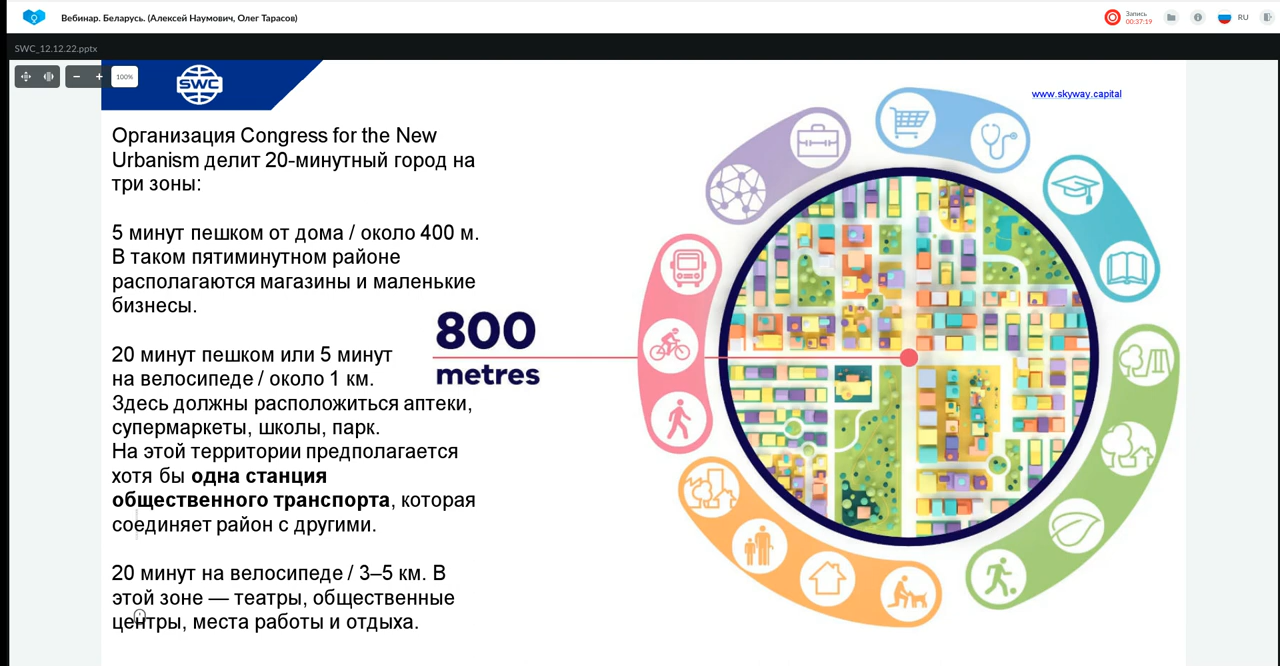 Вебинар. Беларусь. (Алексей Наумович, Олег Тарасов)
Запись
00:37:19
RU
SWC_12.12.22.pptx
100%
SWC
www.skyway.capital
Организация Congress for the New
Urbanism делит 20-минутный город на
три зоны:
5 минут пешком от дома / около 400 м.
В таком пятиминутном районе
располагаются магазины и маленькие
бизнесы.
800
metres
20 минут пешком или 5 минут
на велосипеде / около 1 км.
Здесь должны расположиться аптеки,
супермаркеты, школы, парк.
На этой территории предполагается
хотя бы одна станция
общественного транспорта, которая
соединяет район с другими.
20 минут на велосипеде / 3–5 км. В
этой зоне — театры, общественные
центры, места работы и отдыха.